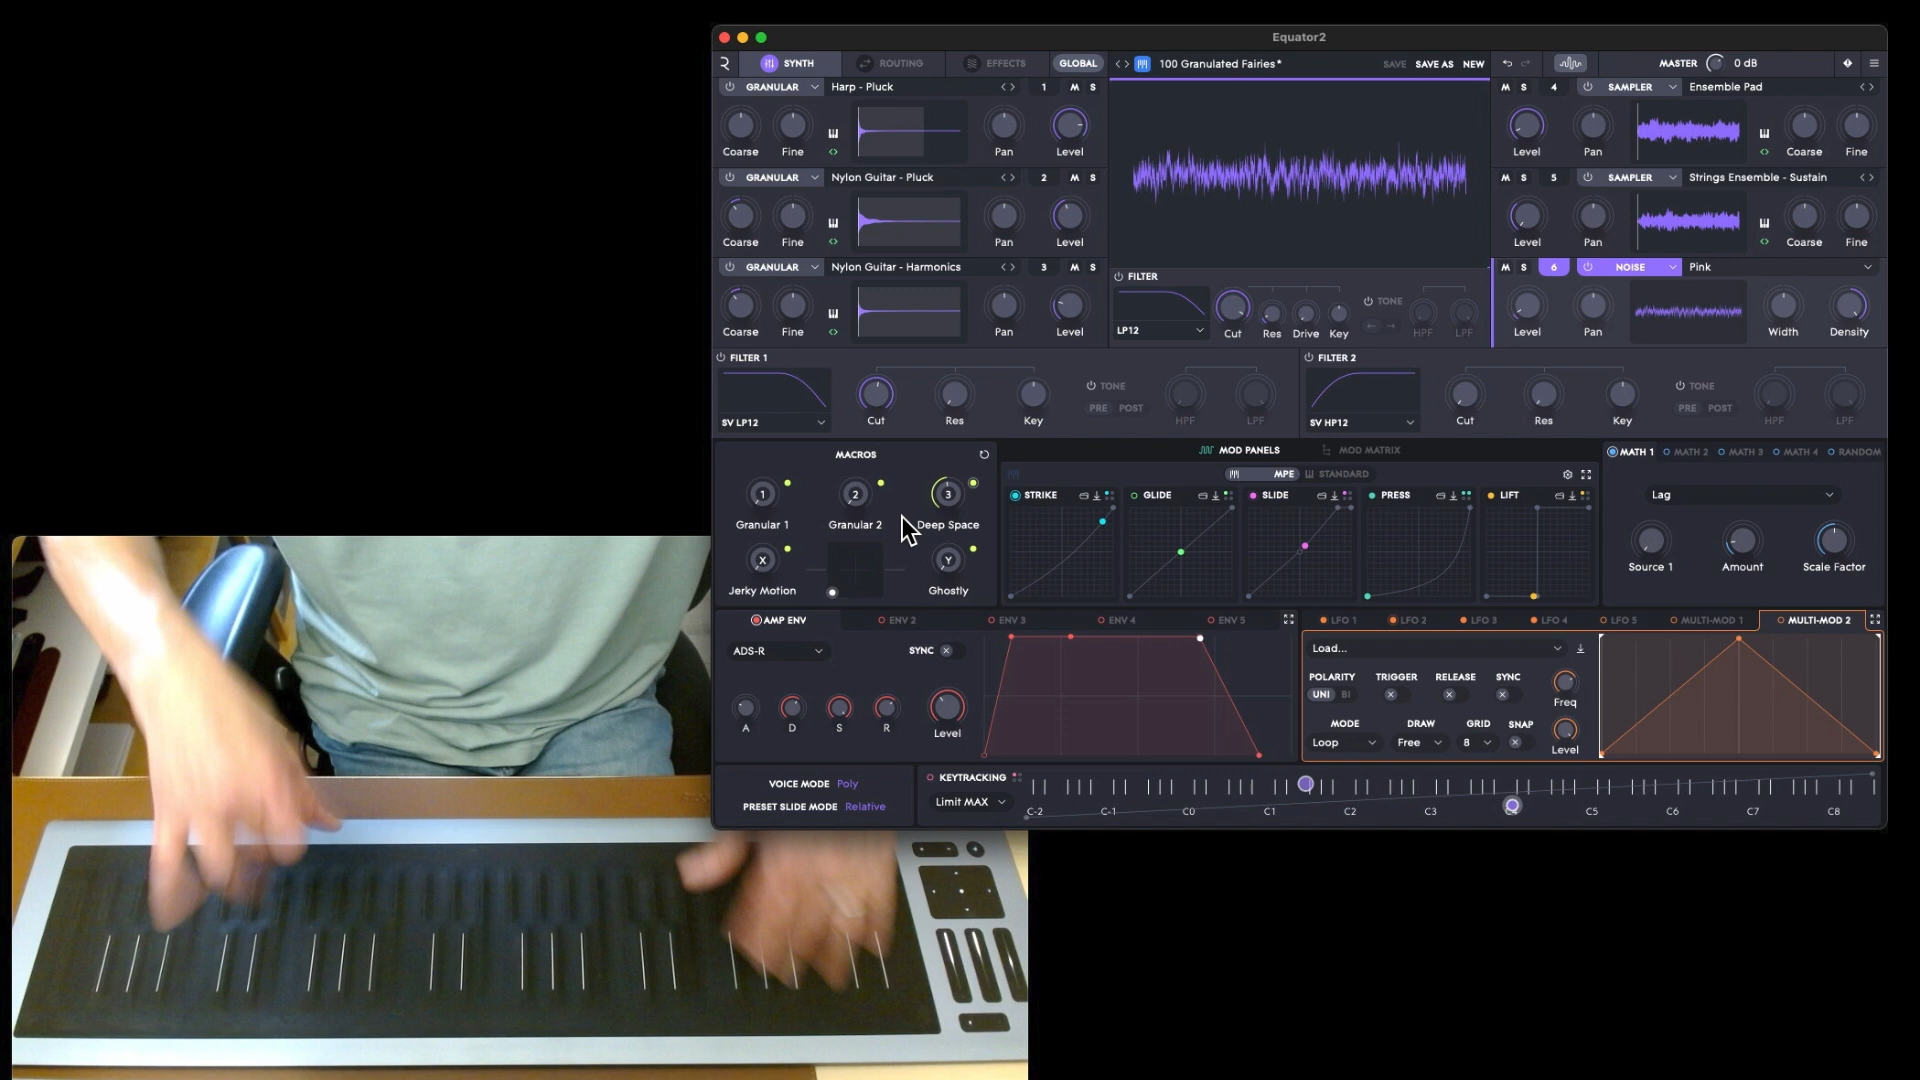 Equator2
SYNTH ROUTING EFFECTS GLOBAL 100 Granulated Fairies* SAVE SAVE AS NEW MASTER 0 dB
GRANULAR Harp - Pluck 1 M S
Coarse Fine Pan Level
GRANULAR Nylon Guitar - Pluck 2 M S
Coarse Fine Pan Level
GRANULAR Nylon Guitar - Harmonics 3 M S
Coarse Fine Pan Level
M S 4 SAMPLER Ensemble Pad
Level Pan Coarse Fine
M S 5 SAMPLER Strings Ensemble - Sustain
Level Pan Coarse Fine
M S 6 NOISE Pink
Level Pan Width Density
FILTER
TONE
LP12
Cut Res Drive Key HPF LPF
FILTER 1
TONE
PRE POST
SV LP12 Cut Res Key HPF LPF
FILTER 2
TONE
PRE POST
SV HP12 Cut Res Key HPF LPF
MACROS
1 2 3
Granular 1 Granular 2 Deep Space
X Y
Jerky Motion Ghostly
MOD PANELS MOD MATRIX
MPE STANDARD
STRIKE GLIDE SLIDE PRESS LIFT
MATH 1 MATH 2 MATH 3 MATH 4 RANDOM
Lag
Source 1 Amount Scale Factor
AMP ENV ENV 2 ENV 3 ENV 4 ENV 5
ADS-R SYNC
A D S R Level
LFO 1 LFO 2 LFO 3 LFO 4 LFO 5 MULTI-MOD 1 MULTI-MOD 2
Load...
POLARITY TRIGGER RELEASE SYNC
UNI BI
Freq
MODE DRAW GRID SNAP
Loop Free 8
Level
VOICE MODE Poly
PRESET SLIDE MODE Relative
KEYTRACKING
Limit MAX
C-2 C-1 C0 C1 C2 C3 C4 C5 C6 C7 C8